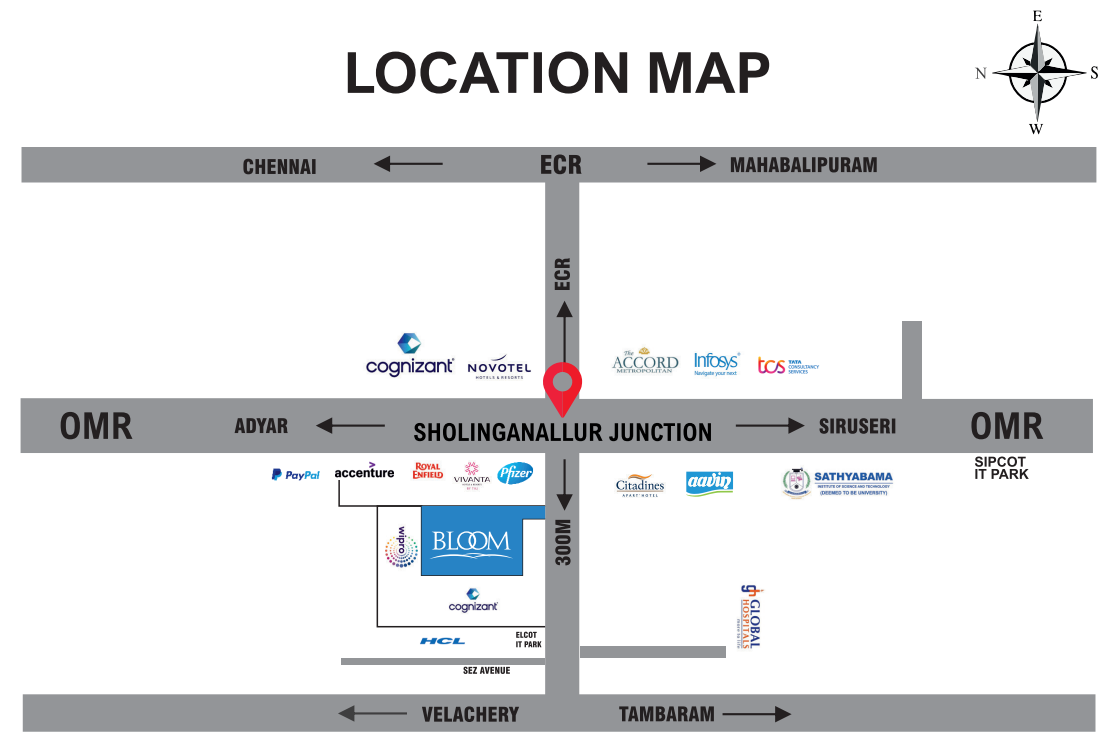 E
LOCATION MAP
N
S
W
CHENNAI
ECR
MAHABALIPURAM
ECR
cognizant
NOVOTEL
HOTELS & RESORTS
The
ACCORD
METROPOLITAN
Infosys
Navigate your next
tcs
TATA
CONSULTANCY
SERVICES
OMR
ADYAR
SHOLINGANALLUR JUNCTION
SIRUSERI
OMR
SIPCOT
IT PARK
PayPal
accenture
ROYAL
ENFIELD
VIVANTA
Pfizer
Citadines
APART'HOTEL
aavin
SATHYABAMA
INSTITUTE OF SCIENCE AND TECHNOLOGY
(DEEMED TO BE UNIVERSITY)
wipro
BLOOM
300M
cognizant
HCL
ELCOT
IT PARK
gh
GLOBAL
HOSPITALS
SEZ AVENUE
VELACHERY
TAMBARAM